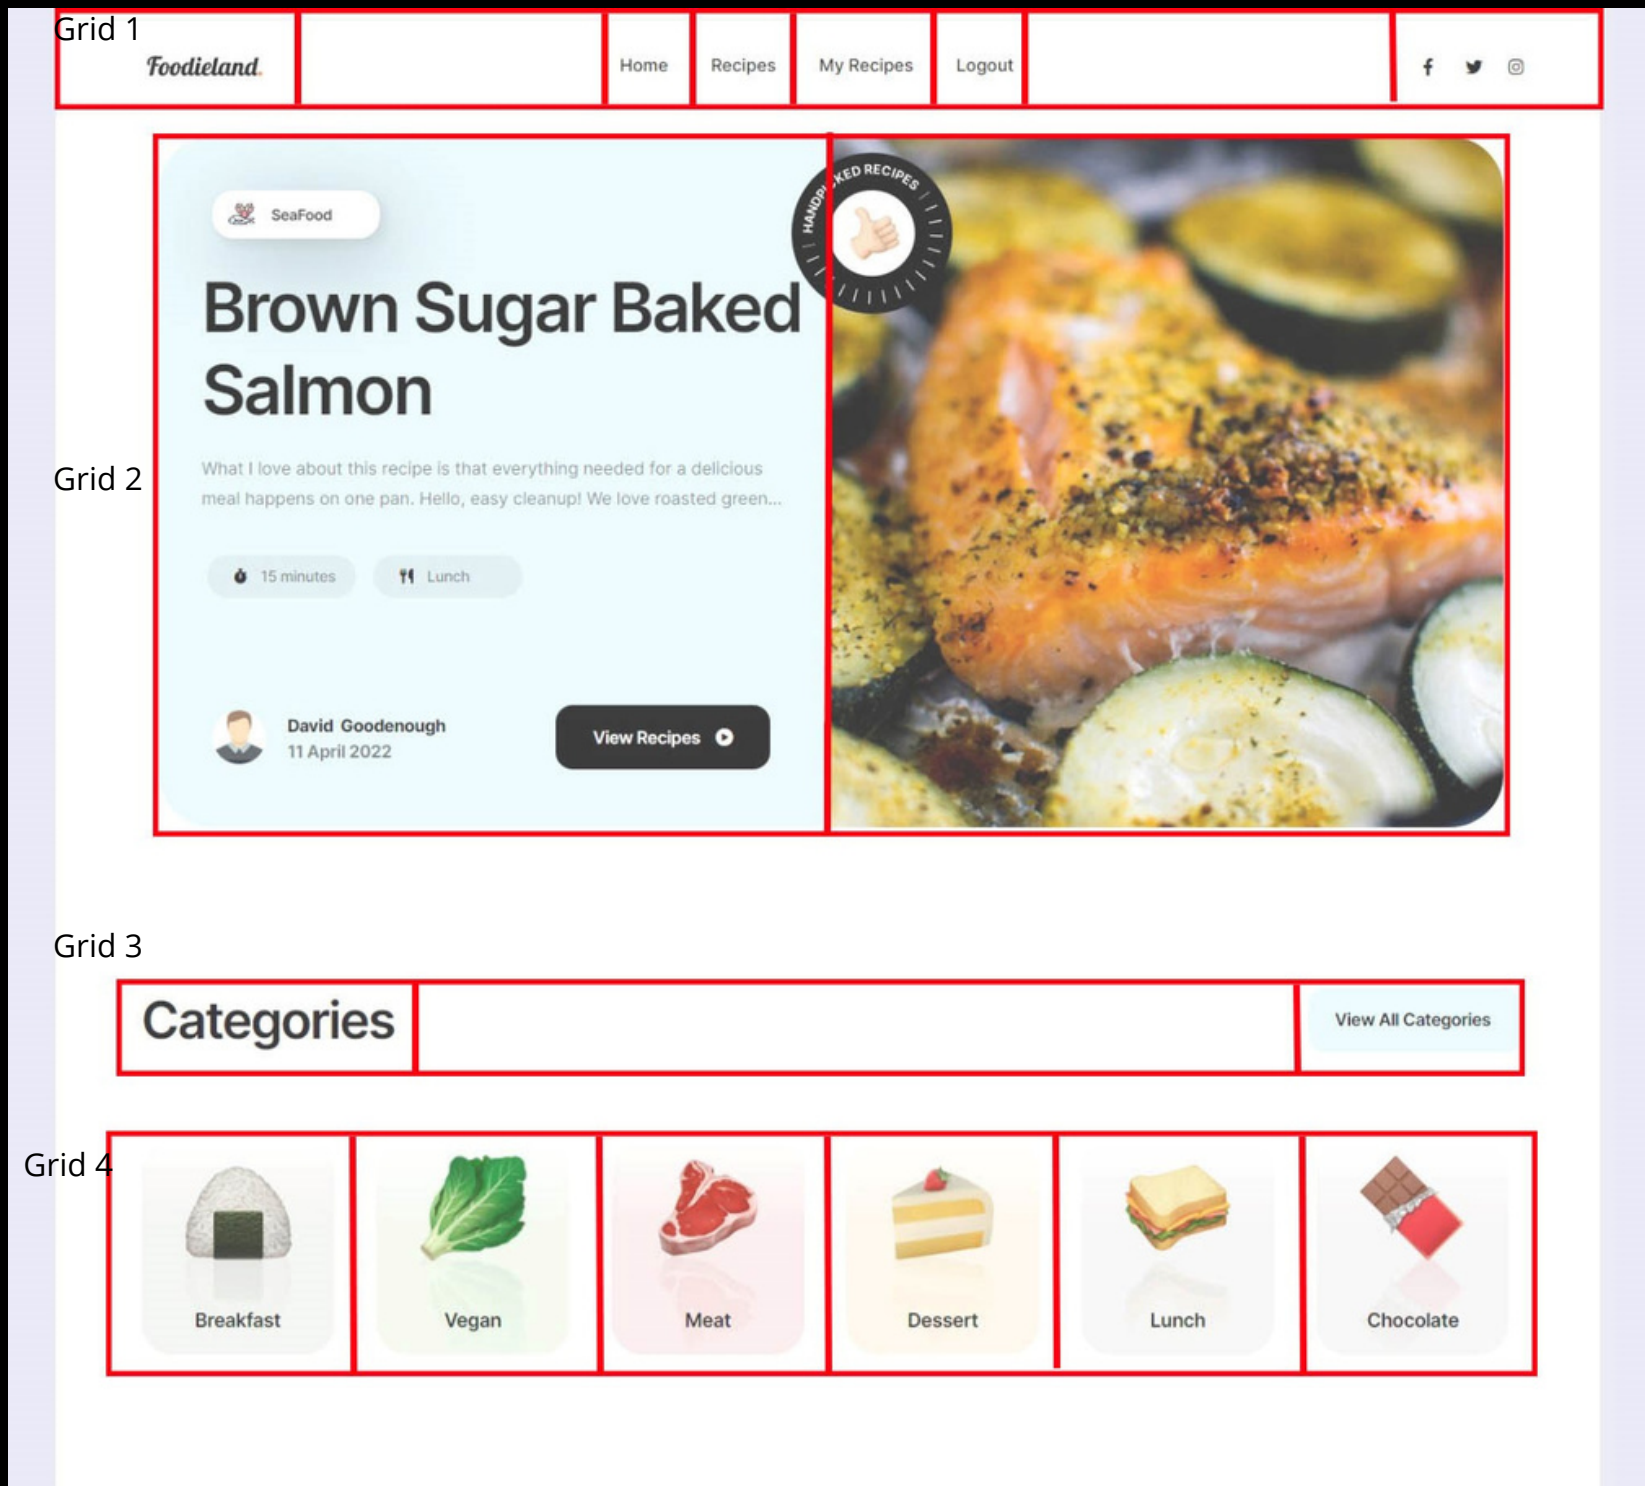 Grid 1
Foodieland.
Home Recipes My Recipes Logout
HANDPICKED RECIPES
SeaFood
Brown Sugar Baked
Salmon
Grid 2
What I love about this recipe is that everything needed for a delicious
meal happens on one pan. Hello, easy cleanup! We love roasted green...
15 minutes Lunch
David Goodenough
11 April 2022
View Recipes
Grid 3
Categories
View All Categories
Grid 4
Breakfast Vegan Meat Dessert Lunch Chocolate